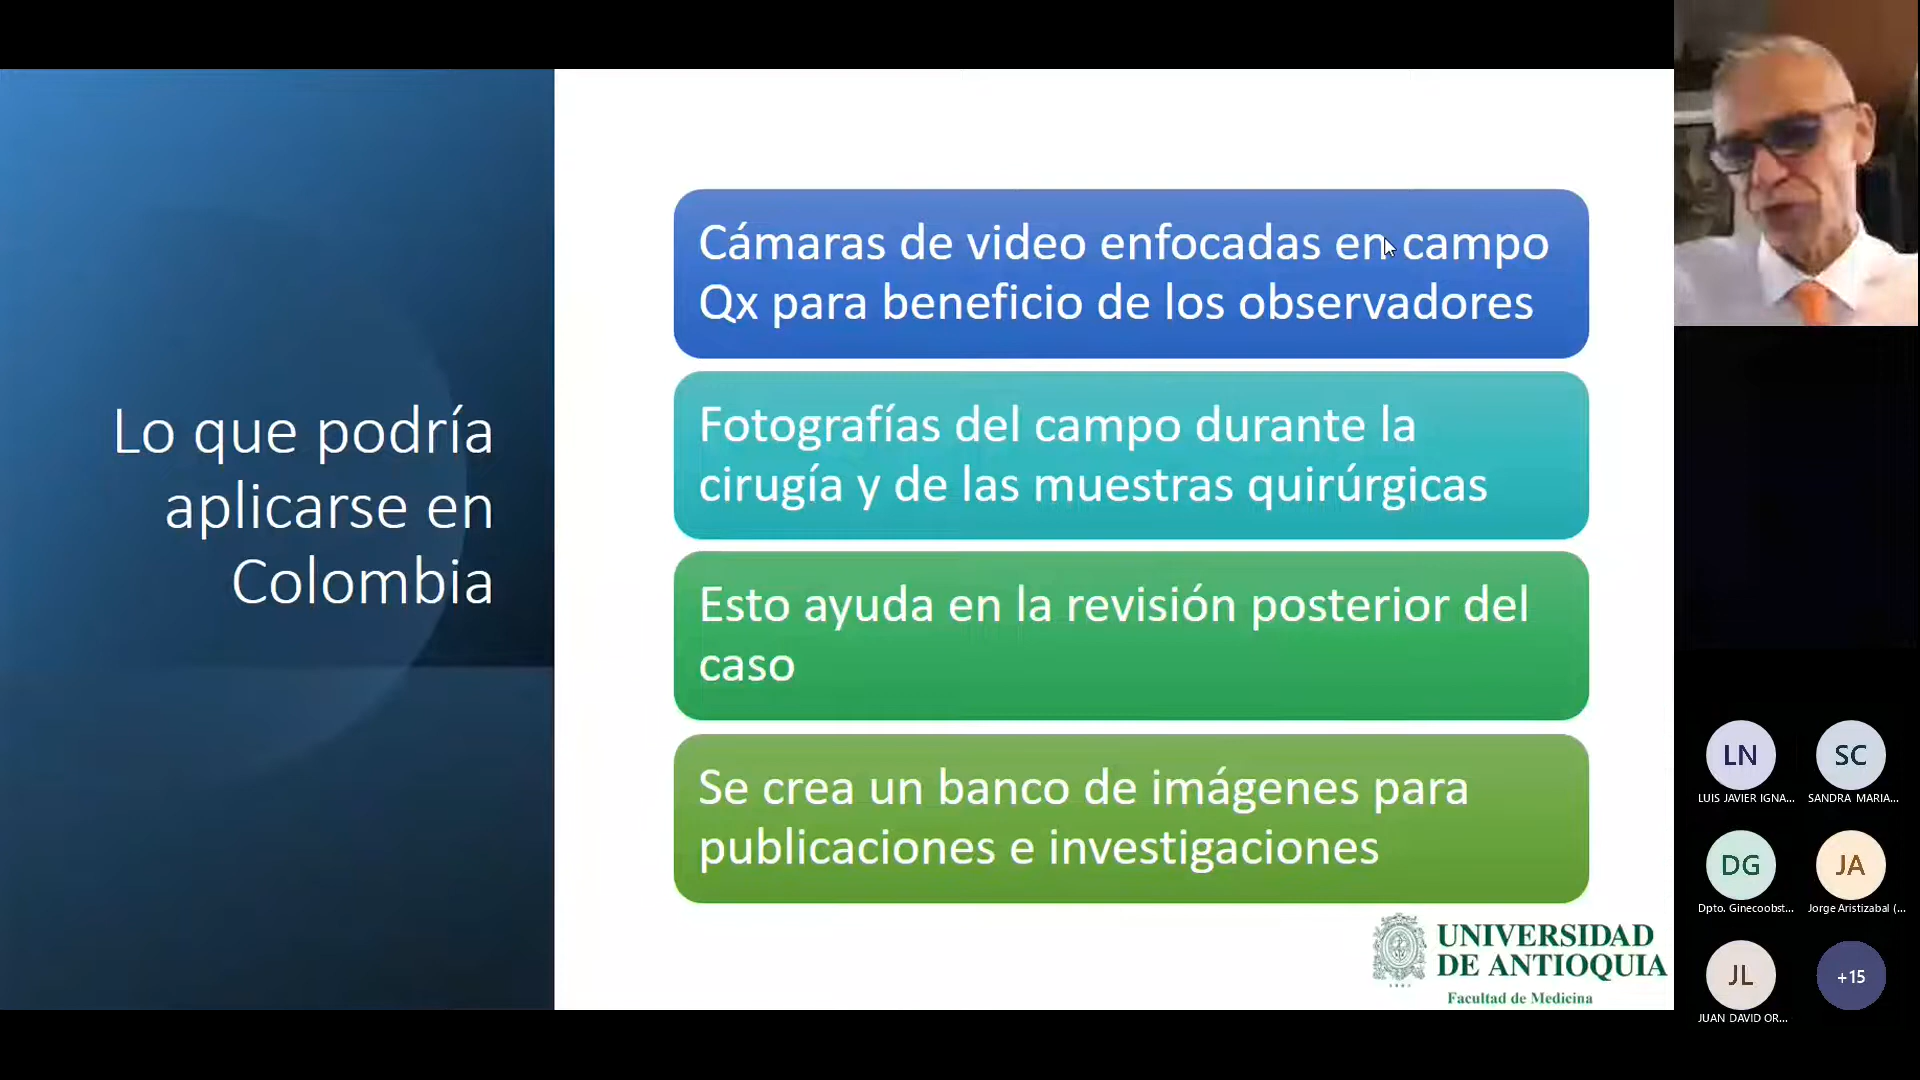 Lo que podría
aplicarse en
Colombia
Cámaras de video enfocadas en campo
Qx para beneficio de los observadores
Fotografías del campo durante la
cirugía y de las muestras quirúrgicas
Esto ayuda en la revisión posterior del
caso
Se crea un banco de imágenes para
publicaciones e investigaciones
UNIVERSIDAD
DE ANTIOQUIA
Facultad de Medicina
LN
LUIS JAVIER IGNA...
SC
SANDRA MARIA...
DG
Dpto. Ginecoobst...
JA
Jorge Aristizabal (...
JL
JUAN DAVID OR...
+15